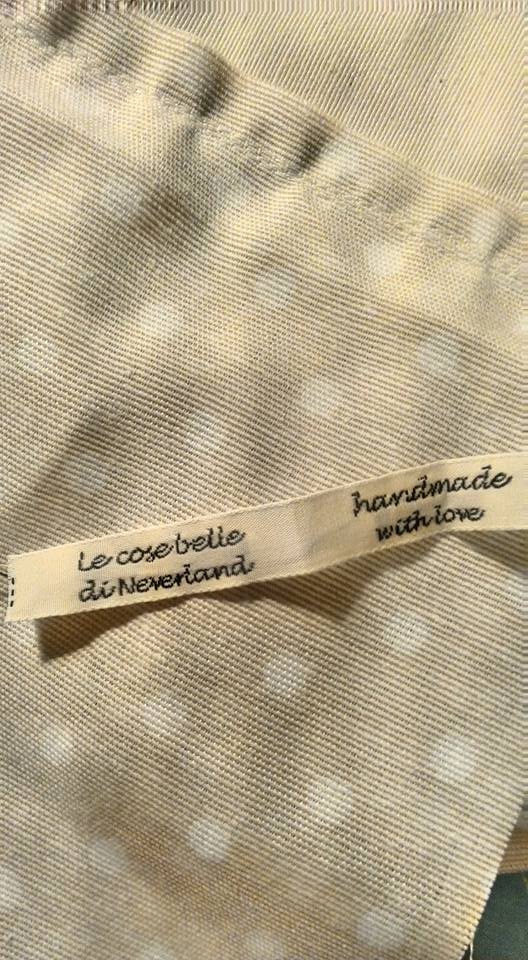 Le cose belle
di Neverland
handmade
with love